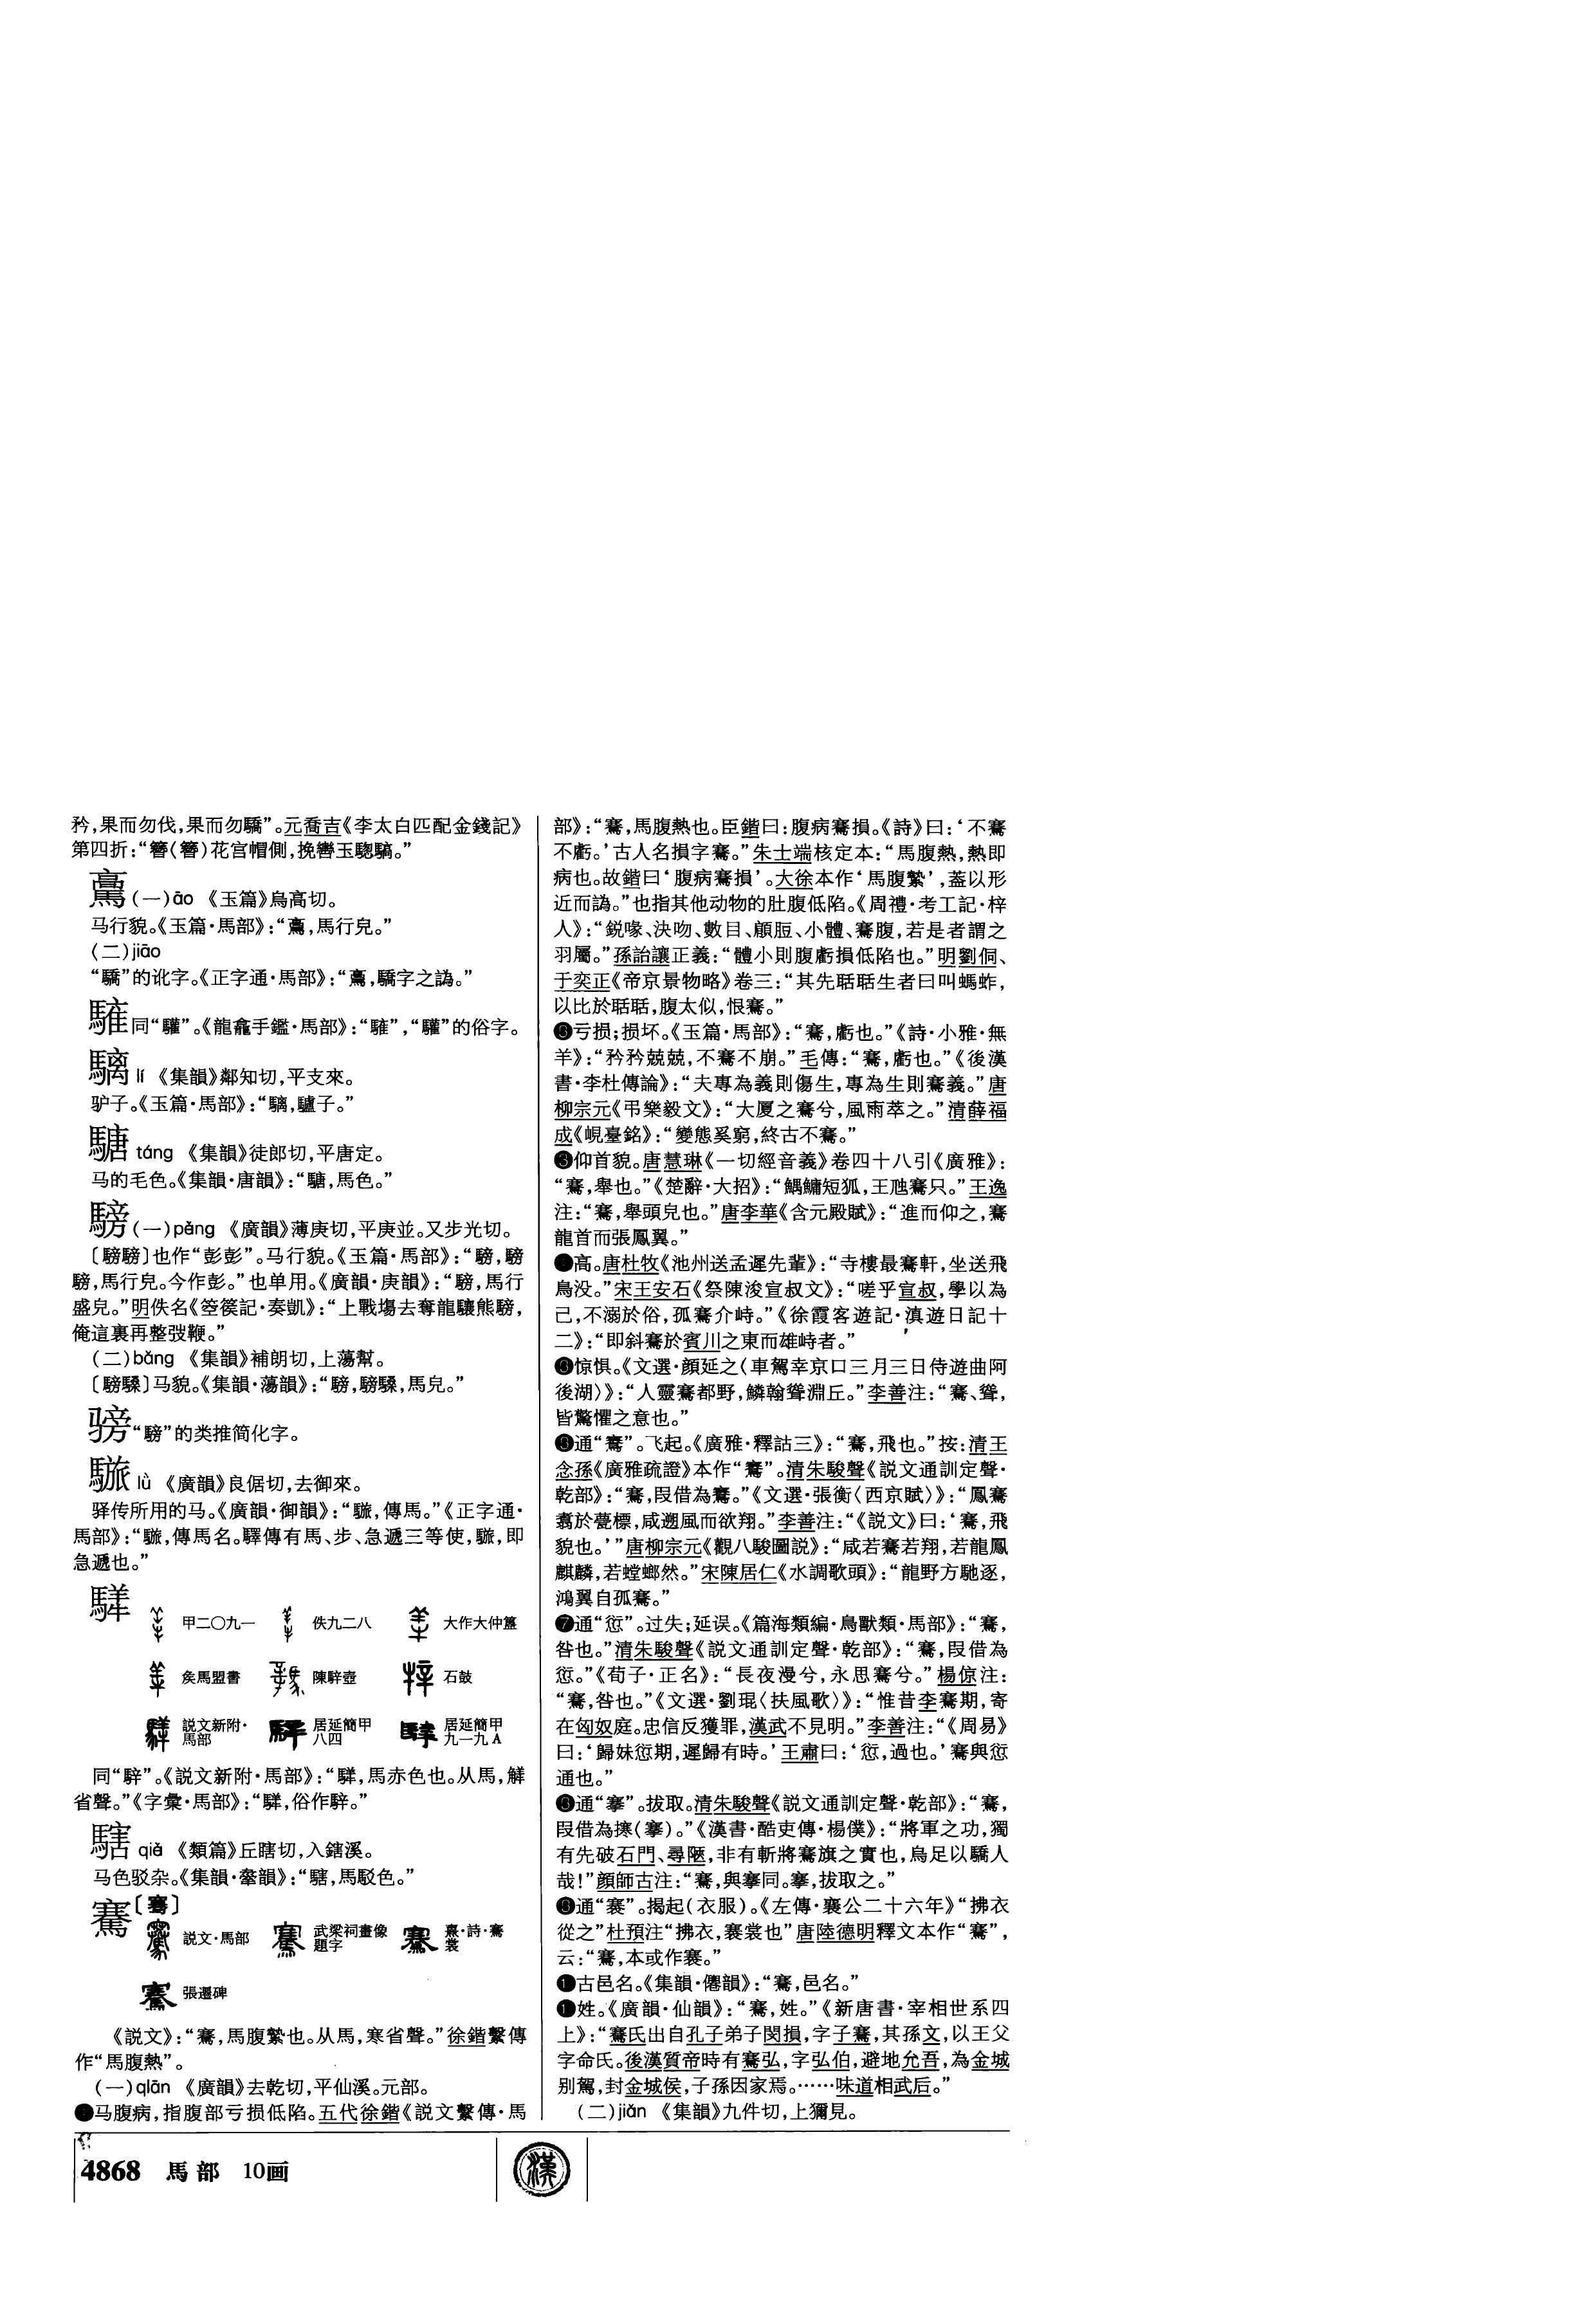 矜,果而勿伐,果而勿驕”。元喬吉《李太白匹配金錢記》
第四折:“簪(簪)花宫帽側,挽轡玉驄騧。”
(一)āo 《玉篇》烏高切。
马行貌。《玉篇·馬部》:“驫,馬行皃。”
(二)jiāo
“驕”的讹字。《正字通·馬部》:“,驕字之譌。”
同“驩”。《龍龕手鑑·馬部》:“”,“驩”的俗字。
lí 《集韻》鄰知切,平支來。
驴子。《玉篇·馬部》:“,驢子。”
táng 《集韻》徒郎切,平唐定。
马的毛色。《集韻·唐韻》:“,馬色。”
騯(一)péng 《廣韻》薄庚切,平庚並。又步光切。
〔騯騯〕也作“彭彭”。马行貌。《玉篇·馬部》:“騯,騯
騯,馬行皃。今作彭。”也单用。《廣韻·庚韻》:“騯,馬行
盛皃。”明佚名《箜篌記·奏凱》:“上戰場去奪龍驤熊騯,
俺這裏再整弢鞭。”
(二)bǎng 《集韻》補朗切,上蕩幫。
〔騯〕马貌。《集韻·蕩韻》:“騯,騯,馬皃。”
“騯”的类推简化字。
lǜ 《廣韻》良倨切,去御來。
驿传所用的马。《廣韻·御韻》:“,傳馬。”《正字通·
馬部》:“,傳馬名。驛傳有馬、步、急遞三等使,,即
急遞也。”
甲二〇九一 佚九二八 大作大仲簋
矦馬盟書 陳騂壺 石鼓
説文新附·馬部 居延簡甲八四 居延簡甲九一九A
同“騂”。《説文新附·馬部》:“,馬赤色也。从馬,觲
省聲。”《字彙·馬部》:“,俗作騂。”
qià 《類篇》丘瞎切,入鎋溪。
马色驳杂。《集韻·舝韻》:“,馬駁色。”
騫〔骞〕
説文·馬部 武梁祠畫像題字 熹·詩·騫裳
張遷碑
《説文》:“騫,馬腹縶也。从馬,寒省聲。”徐鍇繫傳
作“馬腹熱”。
(一)qiān 《廣韻》去乾切,平仙溪。元部。
马腹病,指腹部亏损低陷。五代徐鍇《説文繫傳·馬
部》:“騫,馬腹熱也。臣鍇曰:腹病騫損。《詩》曰:‘不騫
不虧。’古人名損字騫。”朱士端核定本:“馬腹熱,熱即
病也。故鍇曰‘腹病騫損’。大徐本作‘馬腹縶’,蓋以形
近而譌。”也指其他动物的肚腹低陷。《周禮·考工記·梓
人》:“鋭喙、決吻、數目、顅脰、小體、騫腹,若是者謂之
羽屬。”孫詒讓正義:“體小則腹虧損低陷也。”明劉侗、
于奕正《帝京景物略》卷三:“其先聒聒生者曰叫螞蚱,
以比於聒聒,腹太似,恨騫。”
亏损;损坏。《玉篇·馬部》:“騫,虧也。”《詩·小雅·無
羊》:“矜矜兢兢,不騫不崩。”毛傳:“騫,虧也。”《後漢
書·李杜傳論》:“夫專為義則傷生,專為生則騫義。”唐
柳宗元《弔樂毅文》:“大厦之騫兮,風雨萃之。”清薛福
成《峴臺銘》:“變態奚窮,終古不騫。”
❸仰首貌。唐慧琳《一切經音義》卷四十八引《廣雅》:
“騫,舉也。”《楚辭·大招》:“鰅鱅短狐,王虺騫只。”王逸
注:“騫,舉頭皃也。”唐李華《含元殿賦》:“進而仰之,騫
龍首而張鳳翼。”
高。唐杜牧《池州送孟遲先輩》:“寺樓最騫軒,坐送飛
鳥没。”宋王安石《祭陳浚宣叔文》:“嗟乎宣叔,學以為
己,不溺於俗,孤騫介峙。”《徐霞客遊記·滇遊日記十
二》:“即斜騫於賓川之東而雄峙者。”
惊惧。《文選·顔延之〈車駕幸京口三月三日侍遊曲阿
後湖〉》:“人靈騫都野,鱗翰聳淵丘。”李善注:“騫、聳,
皆驚懼之意也。”
通“鶱”。飞起。《廣雅·釋詁三》:“騫,飛也。”按:清王
念孫《廣雅疏證》本作“鶱”。清朱駿聲《説文通訓定聲·
乾部》:“騫,叚借為鶱。”《文選·張衡〈西京賦〉》:“鳳騫
翥於甍標,咸遡風而欲翔。”李善注:“《説文》曰:‘騫,飛
貌也。’”唐柳宗元《觀八駿圖説》:“咸若騫若翔,若龍鳳
麒麟,若螳螂然。”宋陳居仁《水調歌頭》:“龍野方馳逐,
鴻翼自孤騫。”
❼通“愆”。过失;延误。《篇海類編·鳥獸類·馬部》:“騫,
咎也。”清朱駿聲《説文通訓定聲·乾部》:“騫,叚借為
愆。”《荀子·正名》:“長夜漫兮,永思騫兮。”楊倞注:
“騫,咎也。”《文選·劉琨〈扶風歌〉》:“惟昔李騫期,寄
在匈奴庭。忠信反獲罪,漢武不見明。”李善注:“《周易》
曰:‘歸妹愆期,遲歸有時。’王肅曰:‘愆,過也。’騫與愆
通也。”
通“搴”。拔取。清朱駿聲《説文通訓定聲·乾部》:“騫,
叚借為㩃(搴)。”《漢書·酷吏傳·楊僕》:“將軍之功,獨
有先破石門、尋陿,非有斬將騫旗之實也,烏足以驕人
哉!”顔師古注:“騫,與搴同。搴,拔取之。”
通“褰”。揭起(衣服)。《左傳·襄公二十六年》“拂衣
從之”杜預注“拂衣,褰裳也”唐陸德明釋文本作“騫”,
云:“騫,本或作褰。”
古邑名。《集韻·僊韻》:“騫,邑名。”
姓。《廣韻·仙韻》:“騫,姓。”《新唐書·宰相世系四
上》:“騫氏出自孔子弟子閔損,字子騫,其孫文,以王父
字命氏。後漢質帝時有騫弘,字弘伯,避地允吾,為金城
别駕,封金城侯,子孫因家焉。……味道相武后。”
(二)jiǎn 《集韻》九件切,上獮見。
4868 馬部 10画
漢